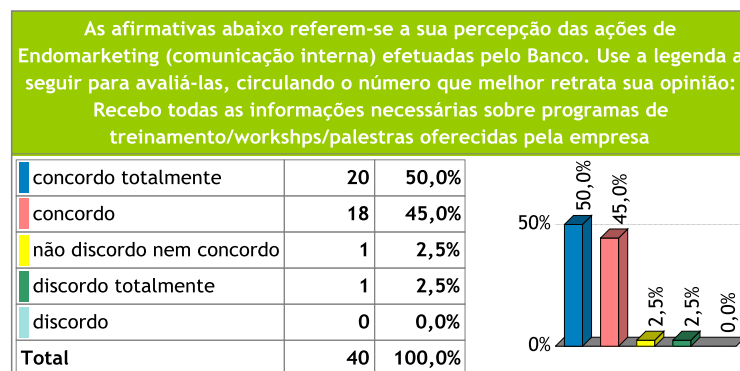 As afirmativas abaixo referem-se a sua percepção das ações de
Endomarketing (comunicação interna) efetuadas pelo Banco. Use a legenda a
seguir para avaliá-las, circulando o número que melhor retrata sua opinião:
Recebo todas as informações necessárias sobre programas de
treinamento/workshps/palestras oferecidas pela empresa
concordo totalmente 20 50,0%
concordo 18 45,0%
não discordo nem concordo 1 2,5%
discordo totalmente 1 2,5%
discordo 0 0,0%
Total 40 100,0%
50%
0%
50,0%
45,0%
2,5%
2,5%
0,0%